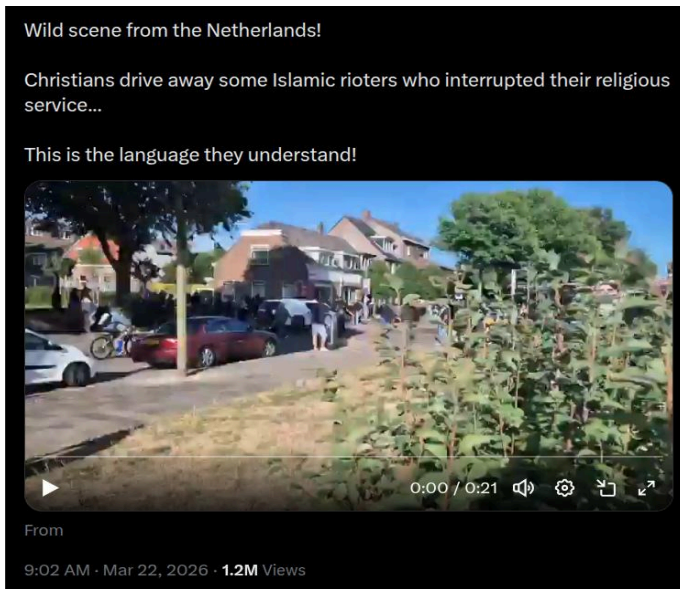 Wild scene from the Netherlands!
Christians drive away some Islamic rioters who interrupted their religious
service...
This is the language they understand!
0:00 / 0:21
From
9:02 AM · Mar 22, 2026 · 1.2M Views